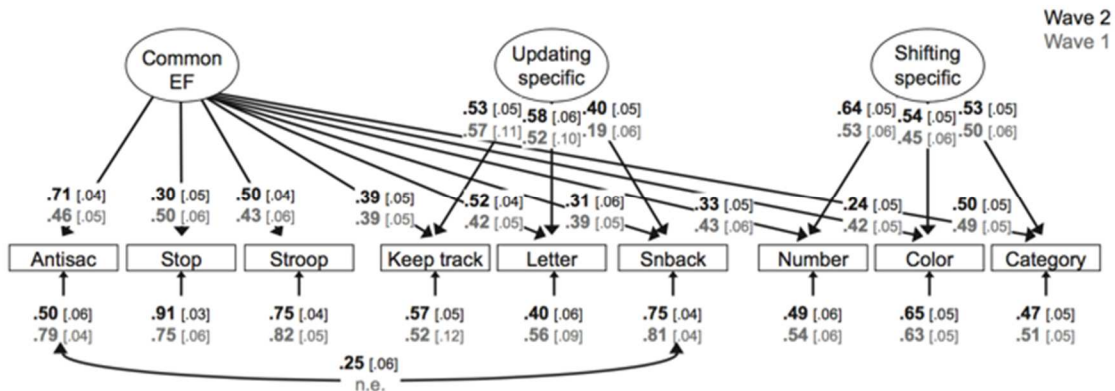 Wave 2
Wave 1
Common
EF
Updating
specific
Shifting
specific
.53 [.05] .58 [.06] .40 [.05]
.57 [.11] .52 [.10] .19 [.06]
.64 [.05] .54 [.05] .53 [.05]
.53 [.06] .45 [.06] .50 [.06]
.71 [.04] .30 [.05] .50 [.04] .39 [.05] .52 [.04] .31 [.06] .33 [.05] .24 [.05] .50 [.05]
.46 [.05] .50 [.06] .43 [.06] .39 [.05] .42 [.05] .39 [.05] .43 [.06] .42 [.05] .49 [.05]
Antisac Stop Stroop Keep track Letter Snback Number Color Category
.50 [.06] .91 [.03] .75 [.04] .57 [.05] .40 [.06] .75 [.04] .49 [.06] .65 [.05] .47 [.05]
.79 [.04] .75 [.06] .82 [.05] .52 [.12] .56 [.09] .81 [.04] .54 [.06] .63 [.05] .51 [.05]
.25 [.06]
n.e.